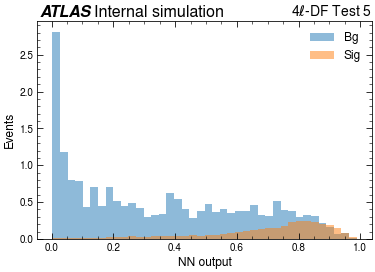 ATLAS Internal simulation 4ℓ-DF Test 5
Bg
Sig
Events
2.5
2.0
1.5
1.0
0.5
0.0
0.0 0.2 0.4 0.6 0.8 1.0
NN output